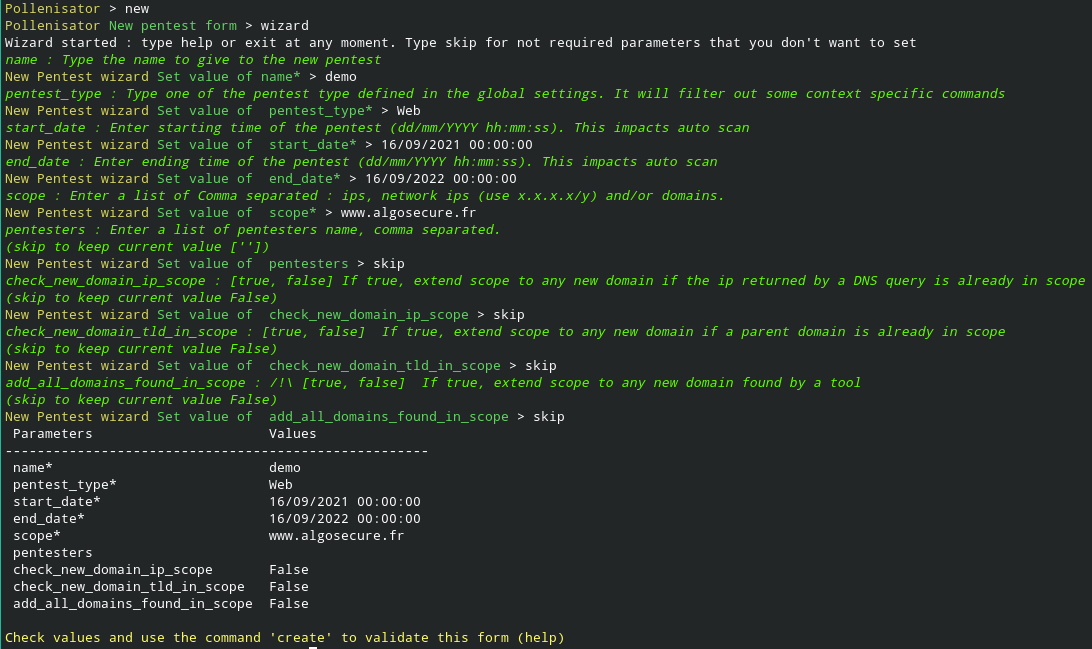 Pollenisator > new
Pollenisator New pentest form > wizard
Wizard started : type help or exit at any moment. Type skip for not required parameters that you don't want to set
name : Type the name to give to the new pentest
New Pentest wizard Set value of name* > demo
pentest_type : Type one of the pentest type defined in the global settings. It will filter out some context specific commands
New Pentest wizard Set value of  pentest_type* > Web
start_date : Enter starting time of the pentest (dd/mm/YYYY hh:mm:ss). This impacts auto scan
New Pentest wizard Set value of  start_date* > 16/09/2021 00:00:00
end_date : Enter ending time of the pentest (dd/mm/YYYY hh:mm:ss). This impacts auto scan
New Pentest wizard Set value of  end_date* > 16/09/2022 00:00:00
scope : Enter a list of Comma separated : ips, network ips (use x.x.x.x/y) and/or domains.
New Pentest wizard Set value of  scope* > www.algosecure.fr
pentesters : Enter a list of pentesters name, comma separated.
(skip to keep current value [''])
New Pentest wizard Set value of  pentesters > skip
check_new_domain_ip_scope : [true, false] If true, extend scope to any new domain if the ip returned by a DNS query is already in scope
(skip to keep current value False)
New Pentest wizard Set value of  check_new_domain_ip_scope > skip
check_new_domain_tld_in_scope : [true, false]  If true, extend scope to any new domain if a parent domain is already in scope
(skip to keep current value False)
New Pentest wizard Set value of  check_new_domain_tld_in_scope > skip
add_all_domains_found_in_scope : /!\ [true, false]  If true, extend scope to any new domain found by a tool
(skip to keep current value False)
New Pentest wizard Set value of  add_all_domains_found_in_scope > skip
 Parameters                      Values
-----------------------------------------------------
 name*                           demo
 pentest_type*                   Web
 start_date*                     16/09/2021 00:00:00
 end_date*                       16/09/2022 00:00:00
 scope*                          www.algosecure.fr
 pentesters
 check_new_domain_ip_scope       False
 check_new_domain_tld_in_scope   False
 add_all_domains_found_in_scope  False
Check values and use the command 'create' to validate this form (help)